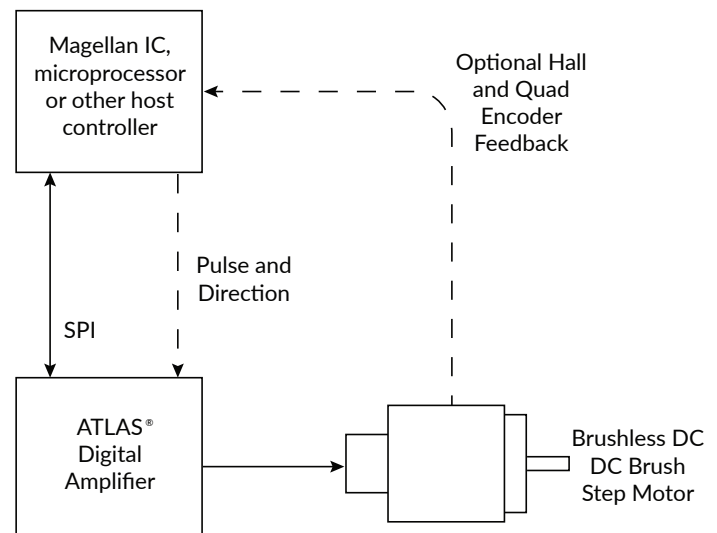 Magellan IC,
microprocessor
or other host
controller
Optional Hall
and Quad
Encoder
Feedback
Pulse and
Direction
SPI
ATLAS®
Digital
Amplifier
Brushless DC
DC Brush
Step Motor